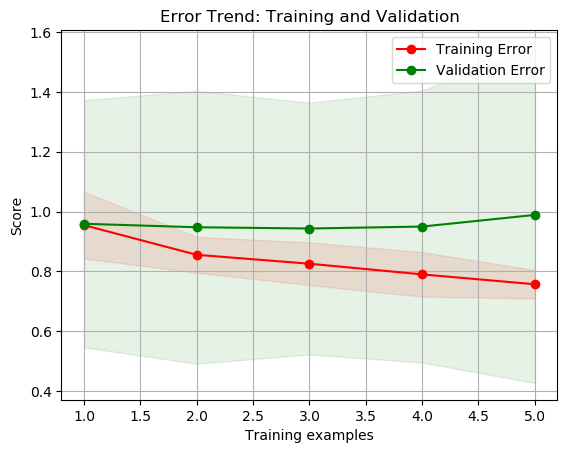 Error Trend: Training and Validation
Training Error
Validation Error
Score
1.6
1.4
1.2
1.0
0.8
0.6
0.4
1.0 1.5 2.0 2.5 3.0 3.5 4.0 4.5 5.0
Training examples